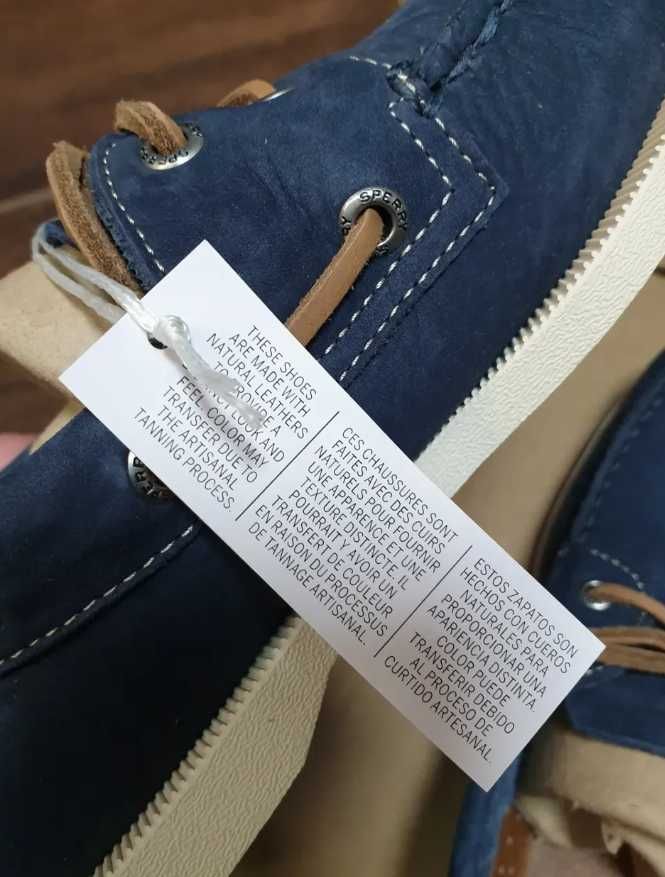 SPERRY
THESE SHOES
ARE MADE WITH
NATURAL LEATHERS
TO PROVIDE A
LOOK AND
FEEL. COLOR MAY
TRANSFER DUE TO
THE ARTISANAL
TANNING PROCESS.
CES CHAUSSURES SONT
FAITES AVEC DES CUIRS
NATURELS POUR FOURNIR
UNE APPARENCE ET UNE
TEXTURE DISTINCTE. IL
POURRAIT Y AVOIR UN
TRANSFERT DE COULEUR
EN RAISON DU PROCESSUS
DE TANNAGE ARTISANAL.
ESTOS ZAPATOS SON
HECHOS CON CUEROS
NATURALES PARA
PROPORCIONAR UNA
APARIENCIA DISTINTA.
COLOR PUEDE
TRANSFERIR DEBIDO
AL PROCESO DE
CURTIDO ARTESANAL.